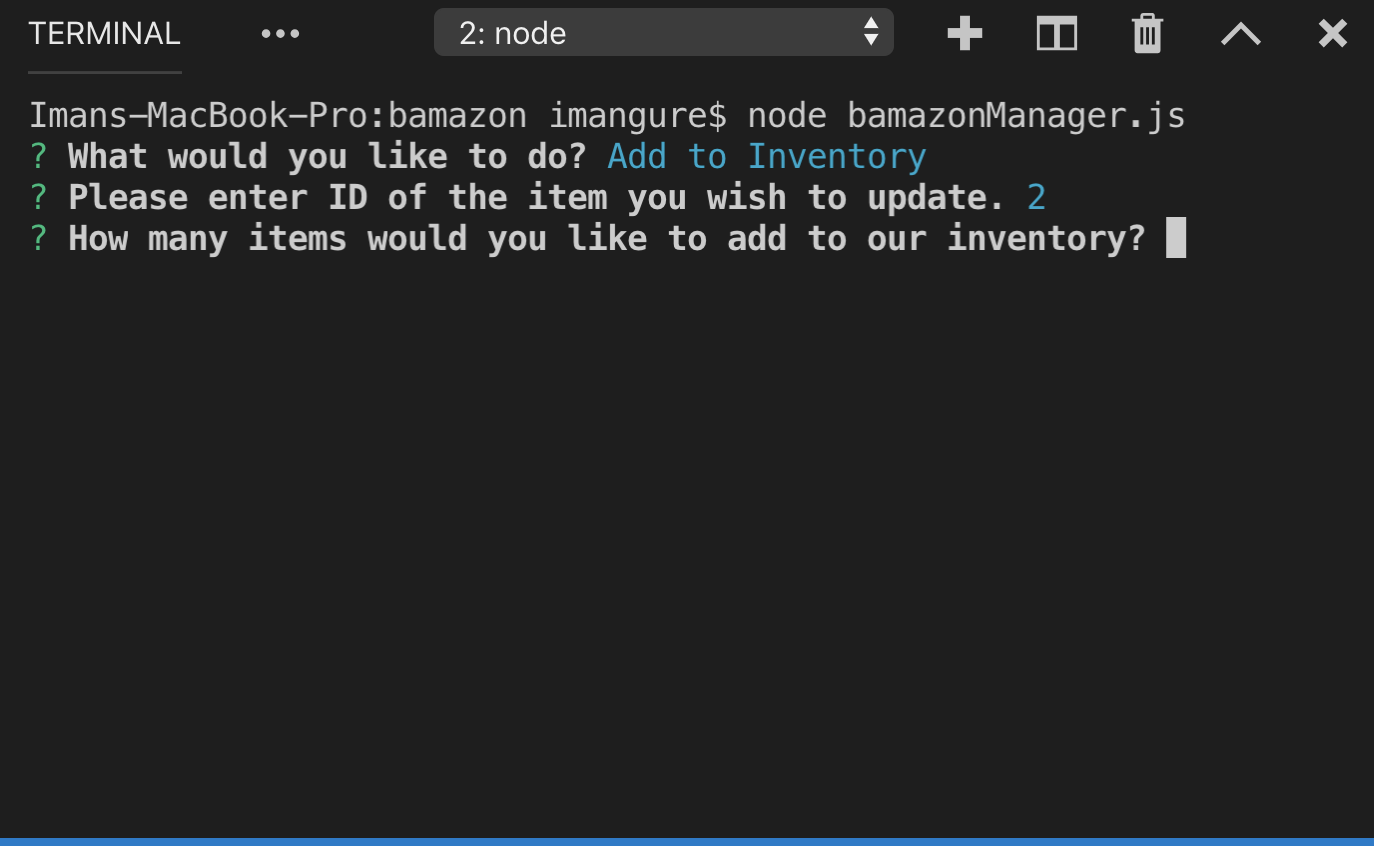 TERMINAL ••• 2: node
Imans-MacBook-Pro:bamazon imangure$ node bamazonManager.js
? What would you like to do? Add to Inventory
? Please enter ID of the item you wish to update. 2
? How many items would you like to add to our inventory?